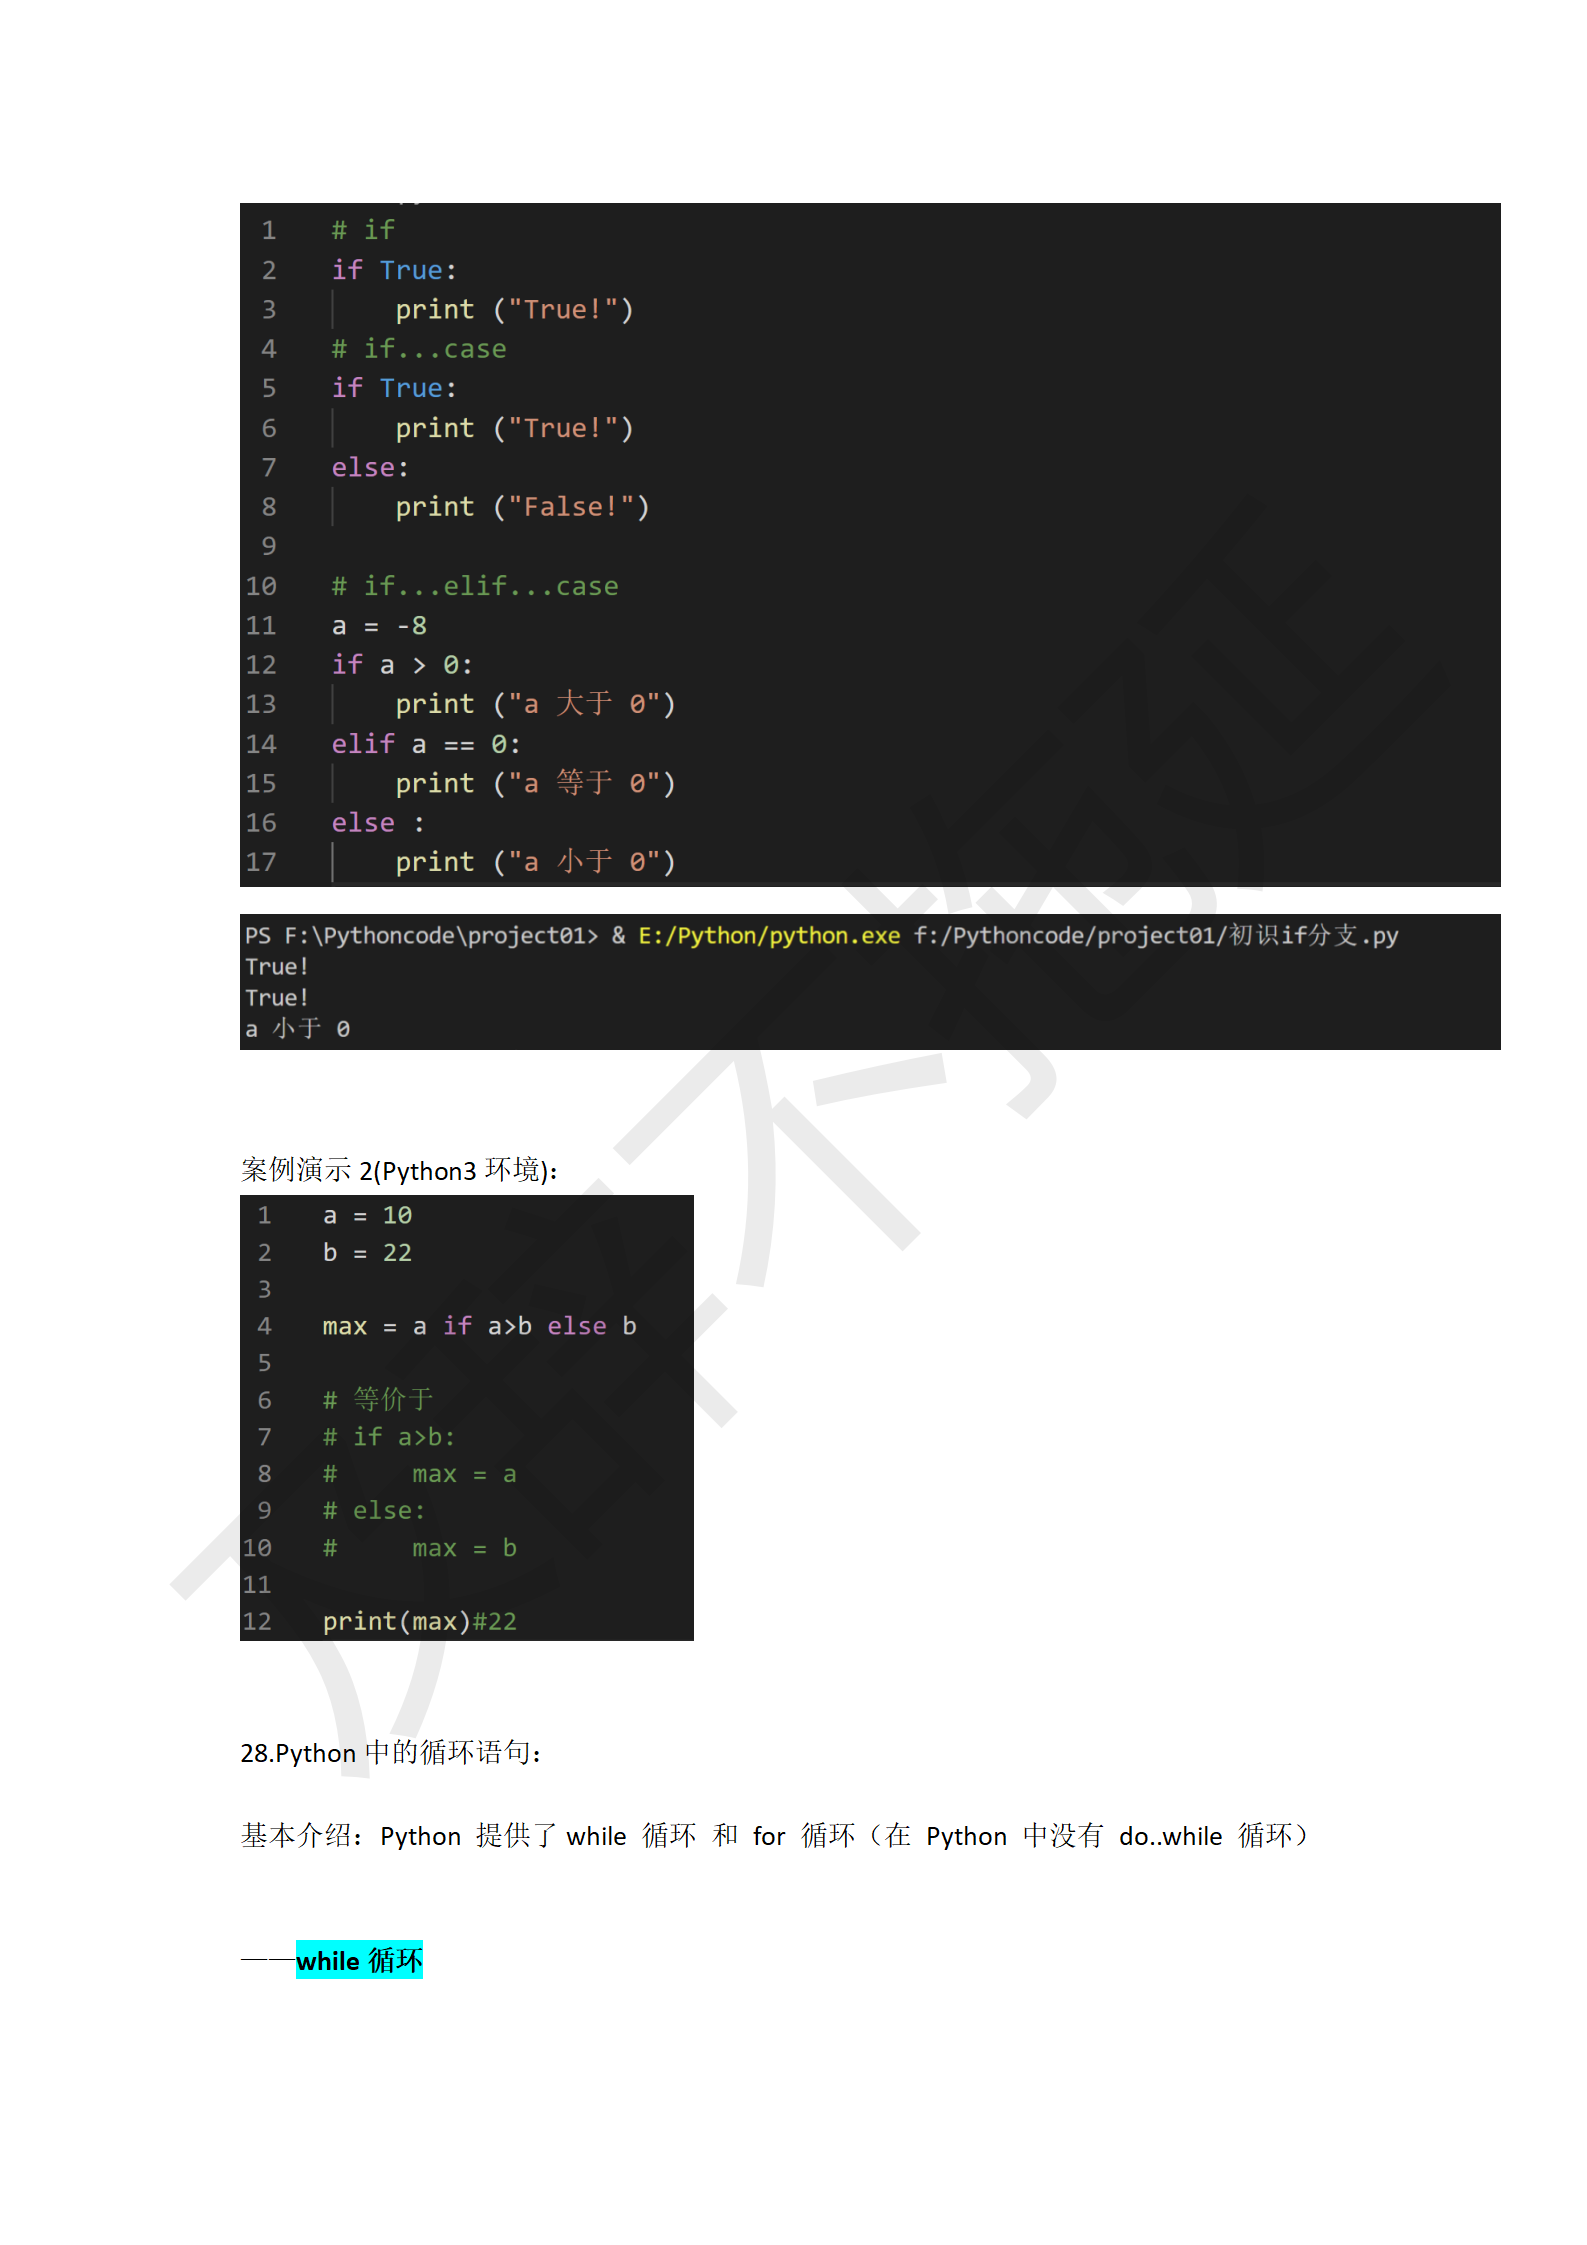 1 # if
2 if True:
3     print ("True!")
4 # if...case
5 if True:
6     print ("True!")
7 else:
8     print ("False!")
9
10 # if...elif...case
11 a = -8
12 if a > 0:
13     print ("a 大于 0")
14 elif a == 0:
15     print ("a 等于 0")
16 else :
17     print ("a 小于 0")
PS F:\Pythoncode\project01> & E:/Python/python.exe f:/Pythoncode/project01/初识if分支.py
True!
True!
a 小于 0
案例演示 2(Python3 环境)：
1 a = 10
2 b = 22
3
4 max = a if a>b else b
5
6 # 等价于
7 # if a>b:
8 #     max = a
9 # else:
10 #     max = b
11
12 print(max)#22
28.Python 中的循环语句：
基本介绍：Python 提供了 while 循环 和 for 循环（在 Python 中没有 do..while 循环）
——while 循环